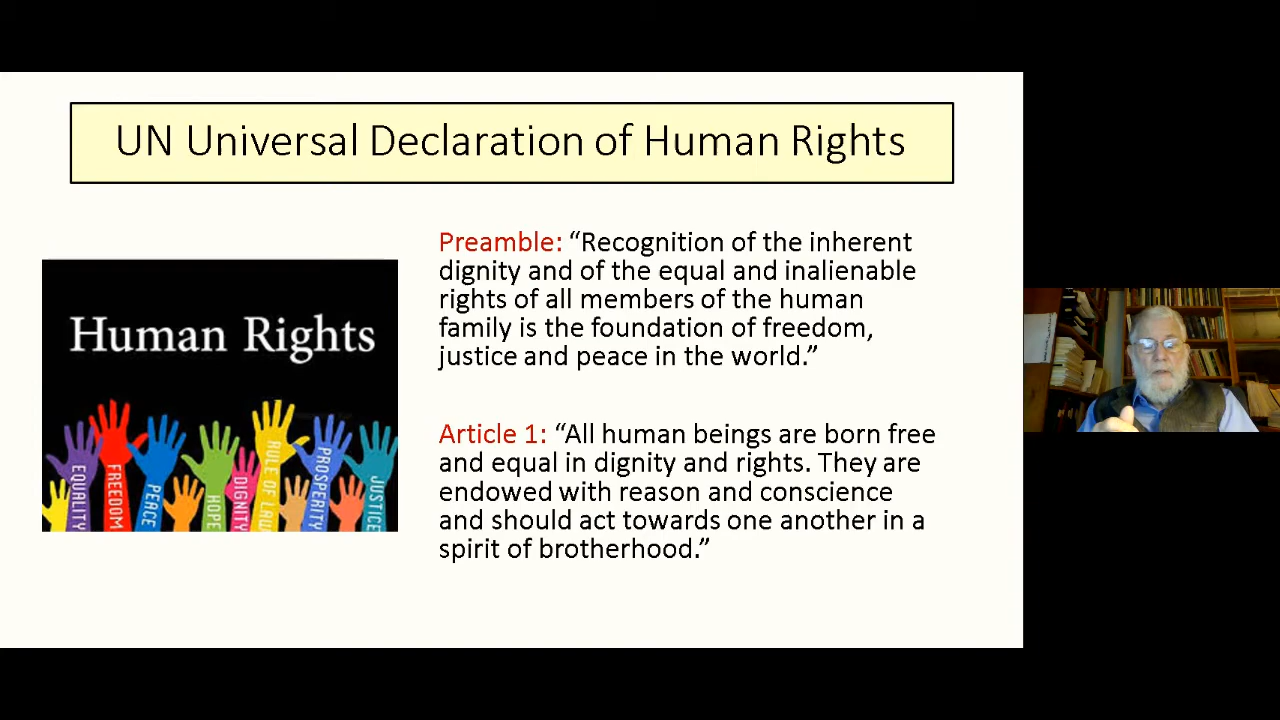 UN Universal Declaration of Human Rights
Preamble: “Recognition of the inherent
dignity and of the equal and inalienable
rights of all members of the human
family is the foundation of freedom,
justice and peace in the world.”
Article 1: “All human beings are born free
and equal in dignity and rights. They are
endowed with reason and conscience
and should act towards one another in a
spirit of brotherhood.”
Human Rights
EQUALITY
FREEDOM
PEACE
HOPE
DIGNITY
RULE OF LAW
PROSPERITY
JUSTICE